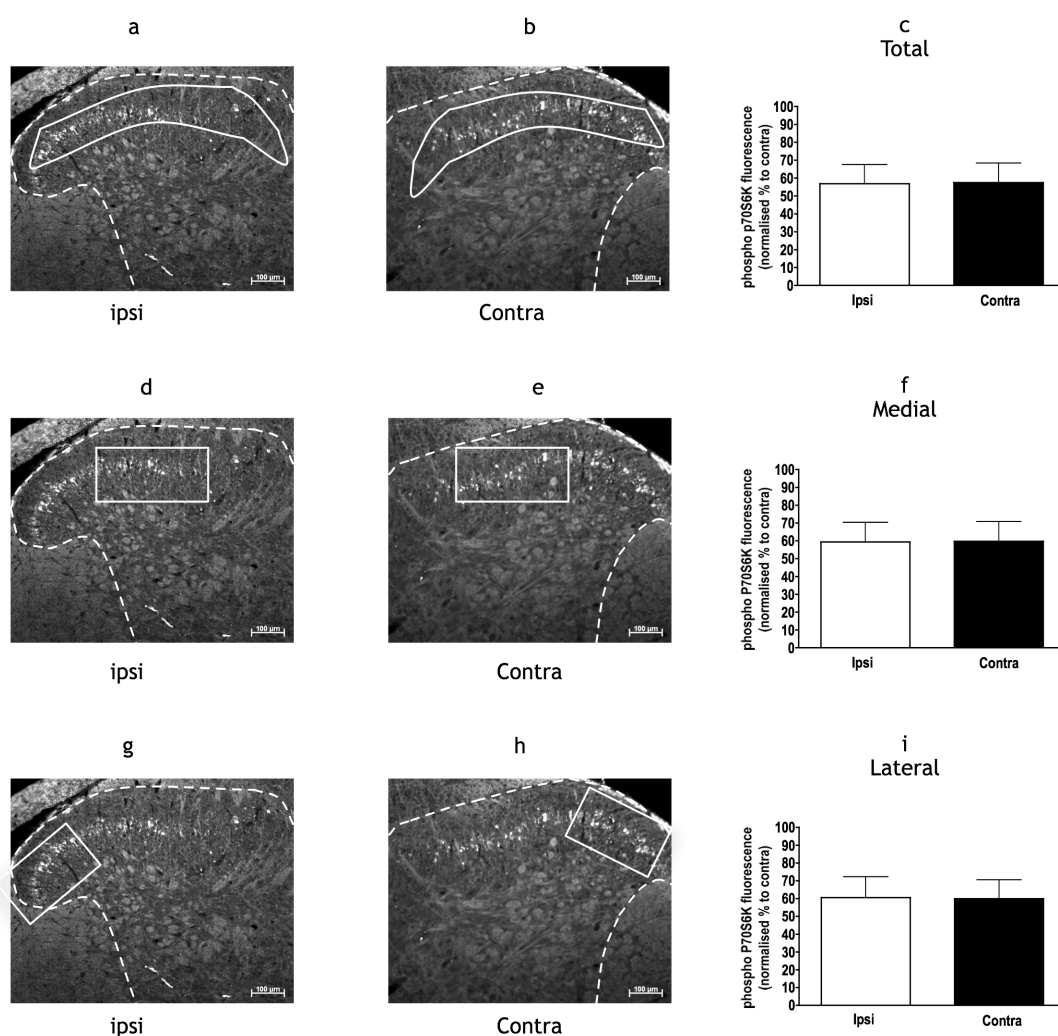 a
b
c
Total
100 µm
100 µm
phospho p70S6K fluorescence
(normalised % to contra)
100
90
80
70
60
50
40
30
20
10
0
Ipsi
Contra
ipsi
Contra
d
e
f
Medial
100 µm
100 µm
phospho P70S6K fluorescence
(normalised % to contra)
100
90
80
70
60
50
40
30
20
10
0
Ipsi
Contra
ipsi
Contra
g
h
i
Lateral
100 µm
100 µm
phospho P70S6K fluorescence
(normalised % to contra)
100
90
80
70
60
50
40
30
20
10
0
Ipsi
Contra
ipsi
Contra